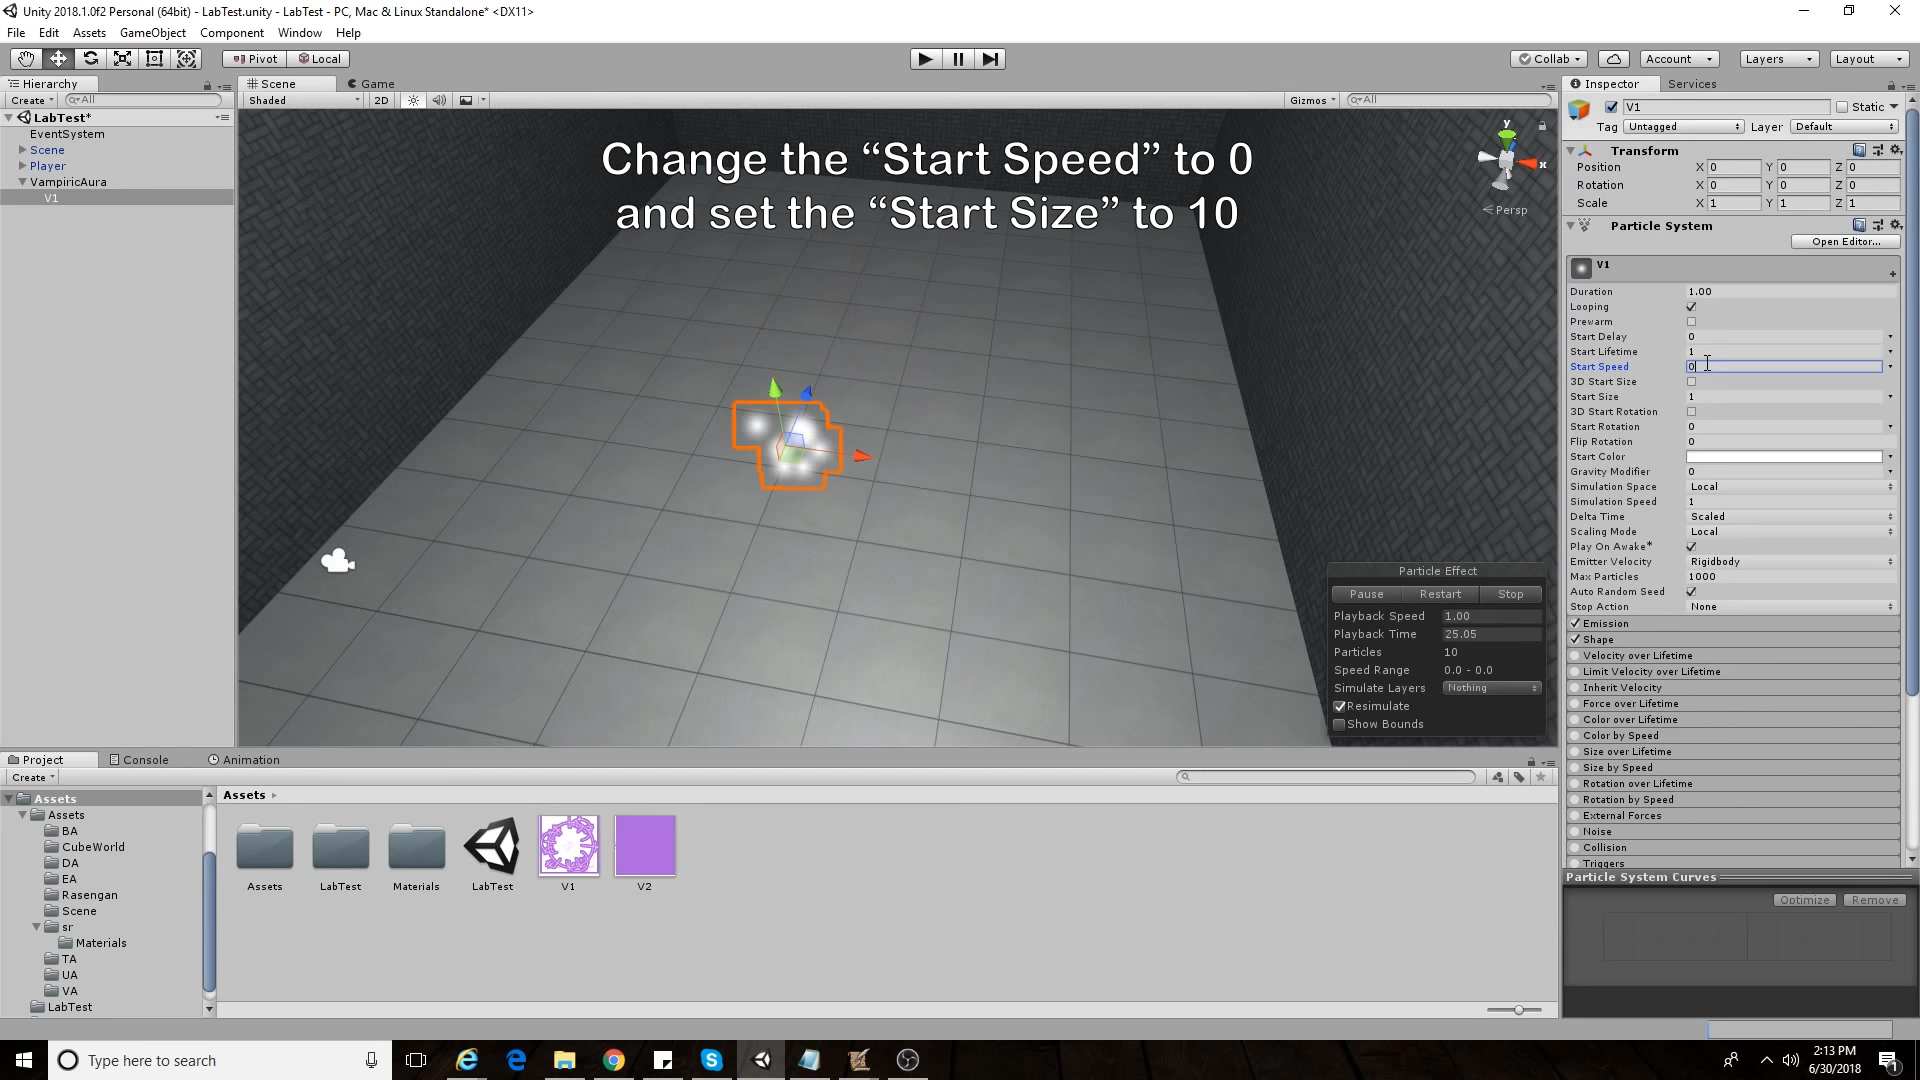 Unity 2018.1.0f2 Personal (64bit) - LabTest.unity - LabTest - PC, Mac & Linux Standalone* <DX11>
File Edit Assets GameObject Component Window Help
Pivot Local Collab Account Layers Layout
Hierarchy
Create All
LabTest*
EventSystem
Scene
Player
VampiricAura
V1
Scene Game
Shaded 2D Gizmos All
Change the “Start Speed” to 0
and set the “Start Size” to 10
y
x
Persp
Particle Effect
Pause Restart Stop
Playback Speed 1.00
Playback Time 25.05
Particles 10
Speed Range 0.0 - 0.0
Simulate Layers Nothing
Resimulate
Show Bounds
Inspector Services
V1 Static
Tag Untagged Layer Default
Transform
Position X 0 Y 0 Z 0
Rotation X 0 Y 0 Z 0
Scale X 1 Y 1 Z 1
Particle System
Open Editor...
V1
Duration 1.00
Looping
Prewarm
Start Delay 0
Start Lifetime 1
Start Speed 0
3D Start Size
Start Size 1
3D Start Rotation
Start Rotation 0
Flip Rotation 0
Start Color
Gravity Modifier 0
Simulation Space Local
Simulation Speed 1
Delta Time Scaled
Scaling Mode Local
Play On Awake*
Emitter Velocity Rigidbody
Max Particles 1000
Auto Random Seed
Stop Action None
Emission
Shape
Velocity over Lifetime
Limit Velocity over Lifetime
Inherit Velocity
Force over Lifetime
Color over Lifetime
Color by Speed
Size over Lifetime
Size by Speed
Rotation over Lifetime
Rotation by Speed
External Forces
Noise
Collision
Triggers
Particle System Curves
Optimize Remove
Project Console Animation
Create
Assets
Assets
BA
CubeWorld
DA
EA
Rasengan
Scene
sr
Materials
TA
UA
VA
LabTest
Assets
Assets LabTest Materials LabTest V1 V2
Type here to search
2:13 PM
6/30/2018
1